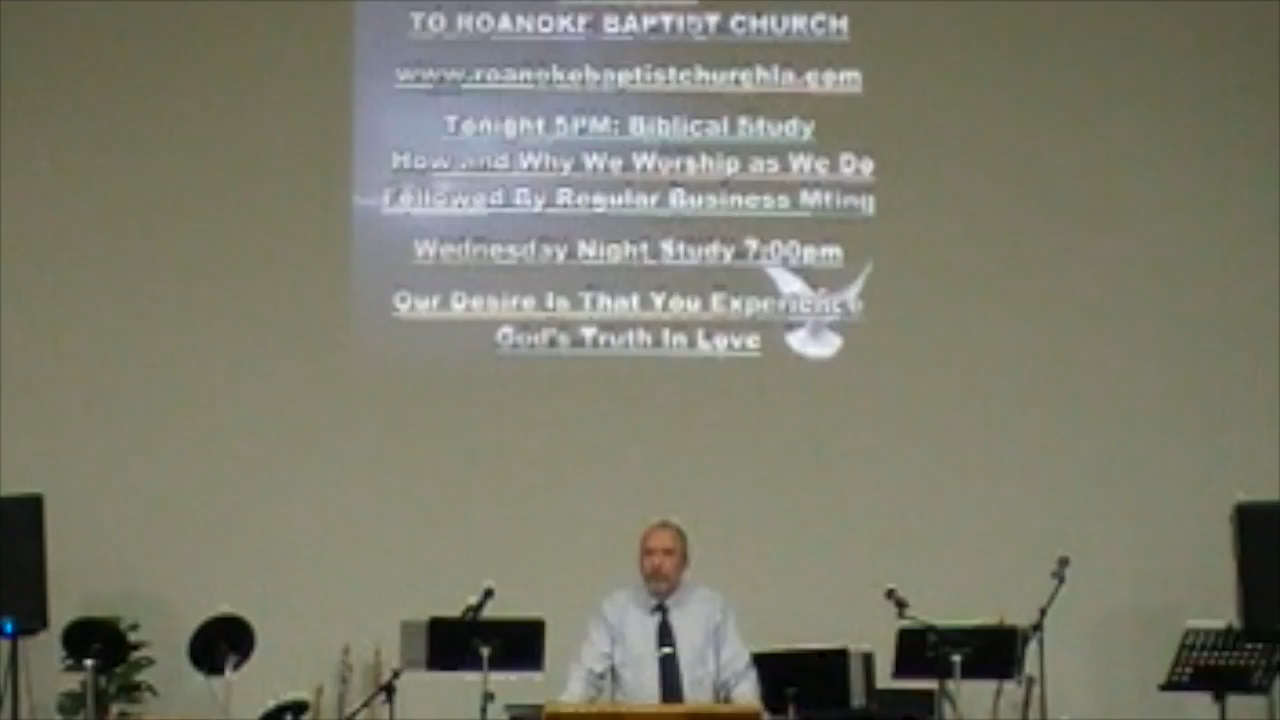 TO ROANOKE BAPTIST CHURCH
www.roanokebaptistchurchla.com
Tonight 5PM: Biblical Study
How and Why We Worship as We Do
Followed By Regular Business Mting
Wednesday Night Study 7:00pm
Our Desire Is That You Experience
God's Truth In Love